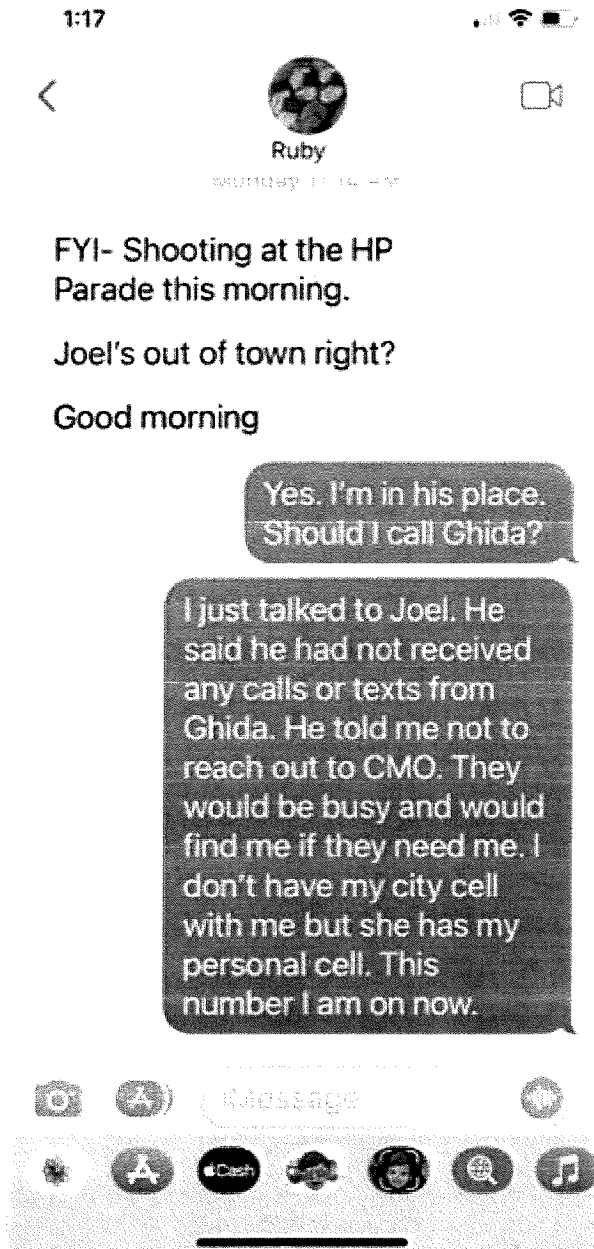 1:17
Ruby
Monday
FYI- Shooting at the HP
Parade this morning.
Joel's out of town right?
Good morning
Yes. I'm in his place.
Should I call Ghida?
I just talked to Joel. He
said he had not received
any calls or texts from
Ghida. He told me not to
reach out to CMO. They
would be busy and would
find me if they need me. I
don't have my city cell
with me but she has my
personal cell. This
number I am on now.
iMessage
Cash